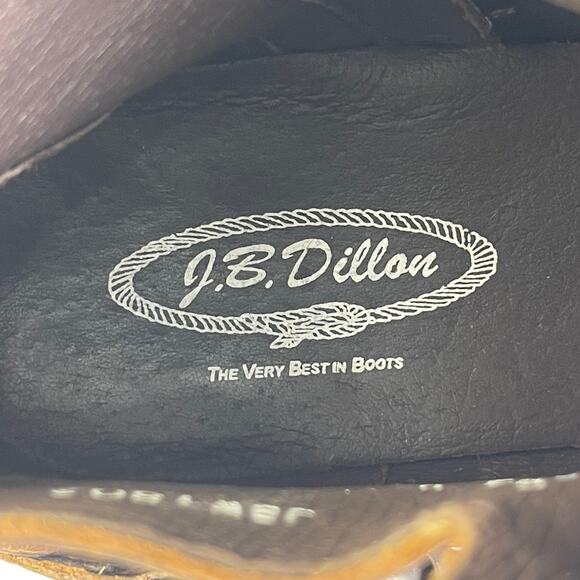 J.B. Dillon
THE VERY BEST IN BOOTS